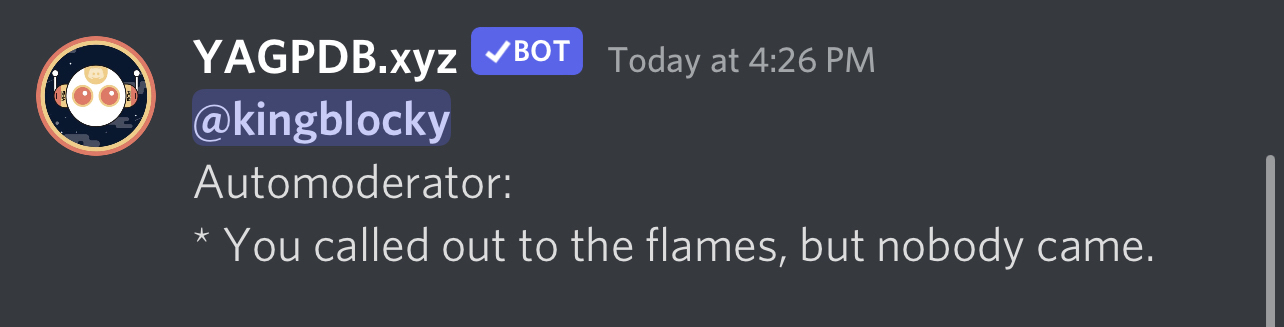 YAGPDB.xyz ✓BOT Today at 4:26 PM
@kingblocky
Automoderator:
* You called out to the flames, but nobody came.